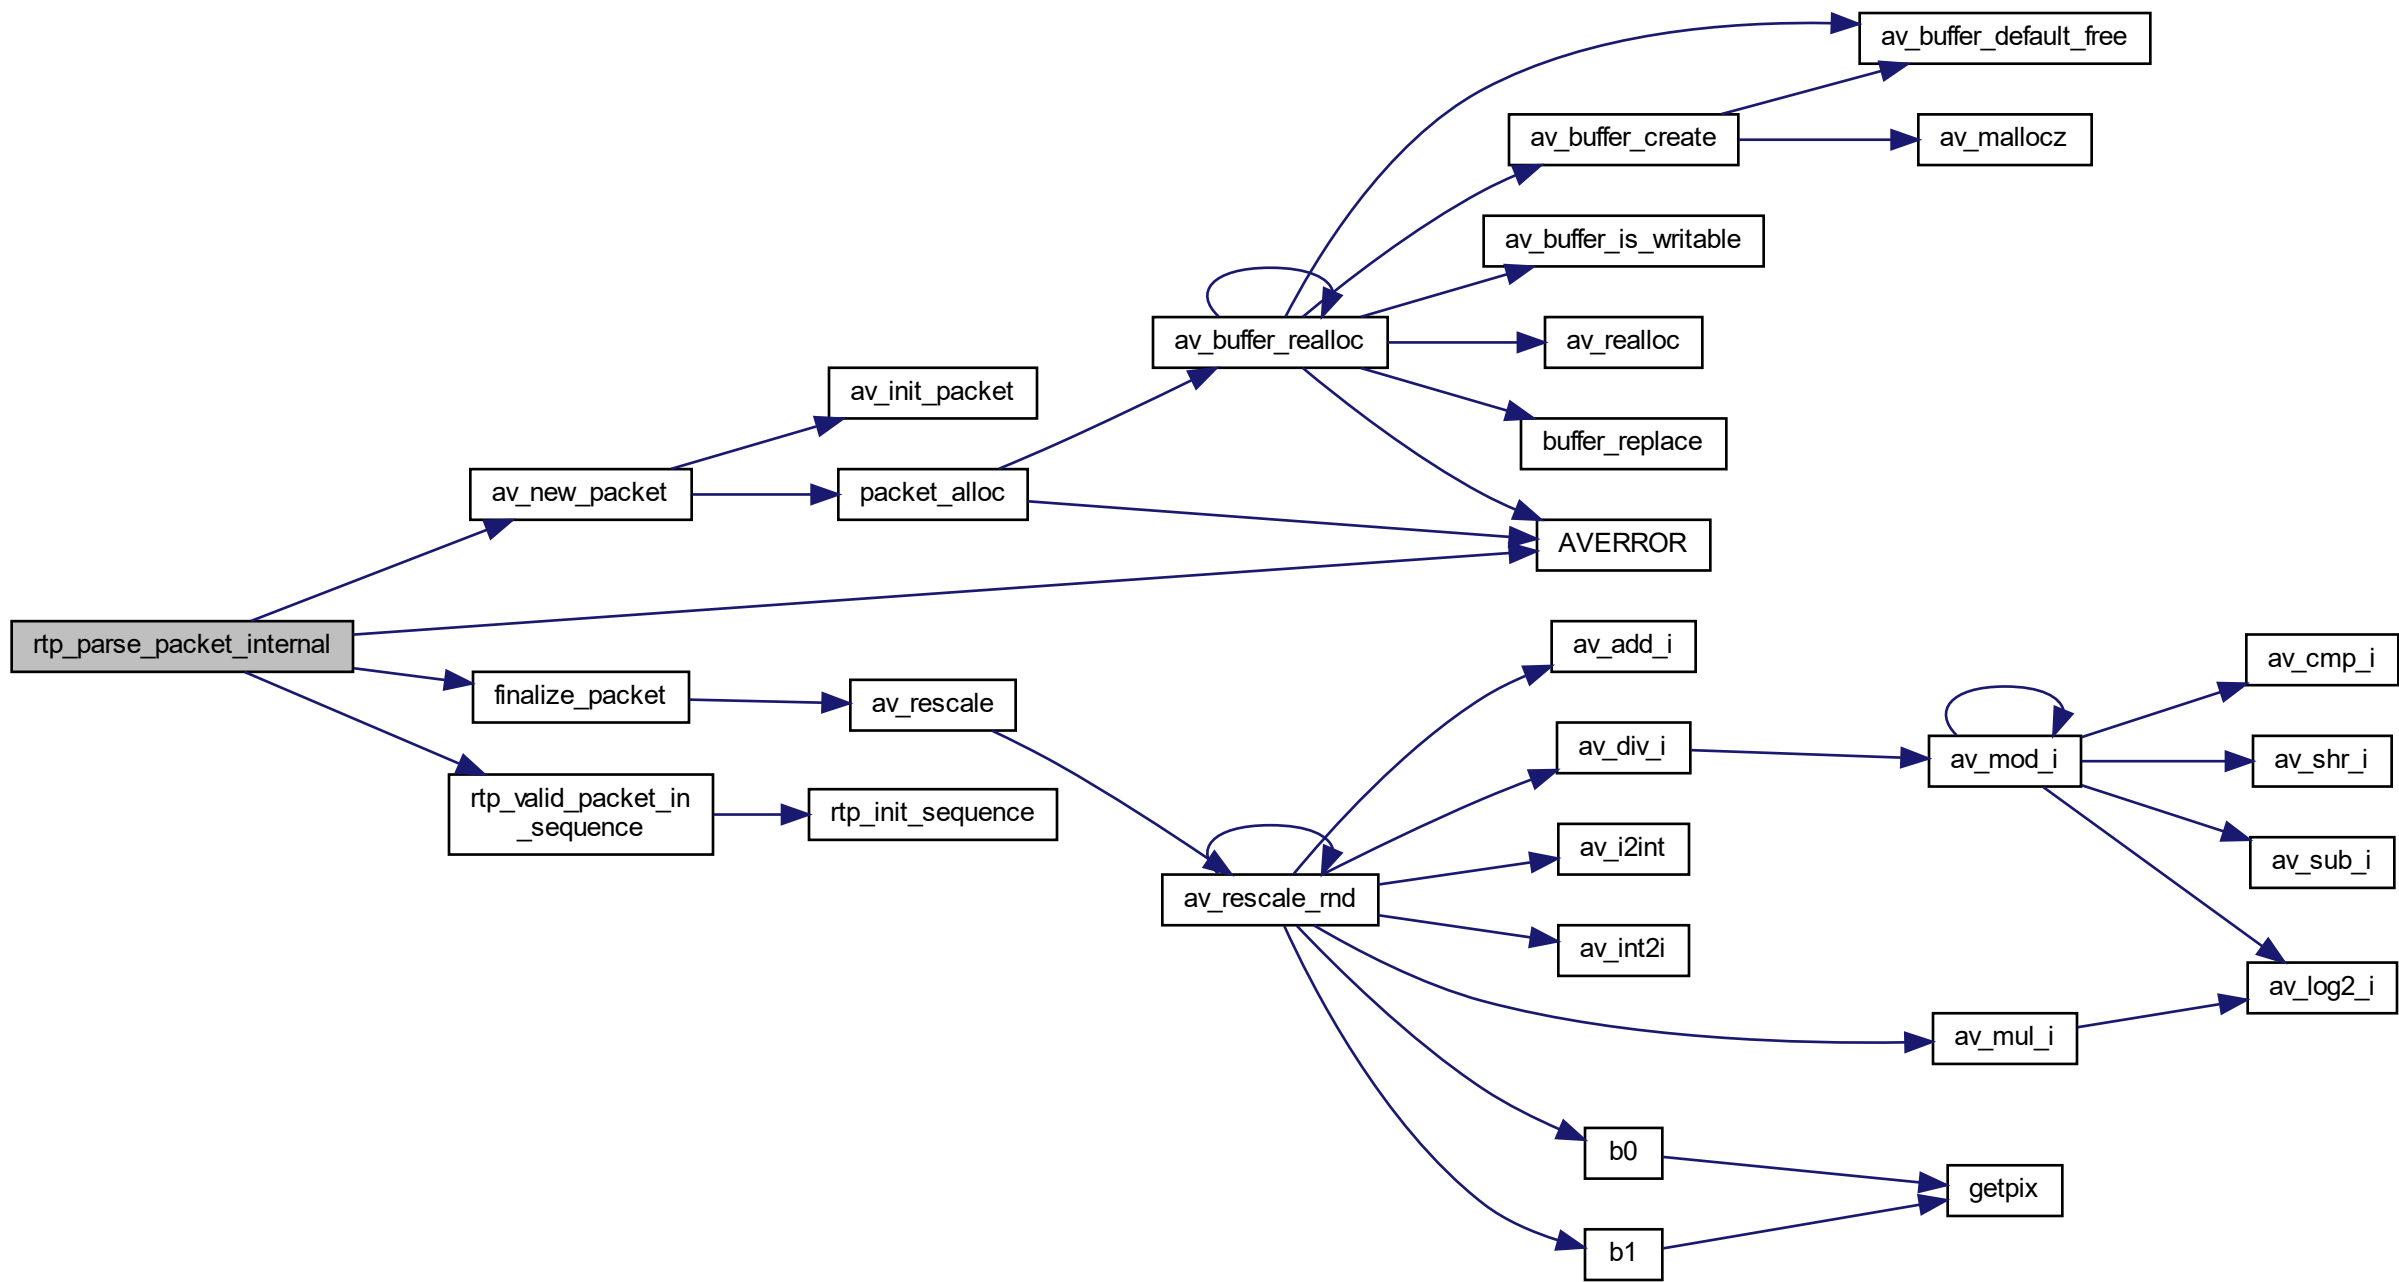 av_buffer_default_free
av_buffer_create
av_mallocz
av_buffer_is_writable
av_buffer_realloc
av_realloc
av_init_packet
buffer_replace
av_new_packet
packet_alloc
AVERROR
rtp_parse_packet_internal
av_add_i
av_cmp_i
finalize_packet
av_rescale
av_div_i
av_mod_i
av_shr_i
rtp_valid_packet_in
_sequence
rtp_init_sequence
av_i2int
av_sub_i
av_rescale_rnd
av_int2i
av_log2_i
av_mul_i
b0
getpix
b1